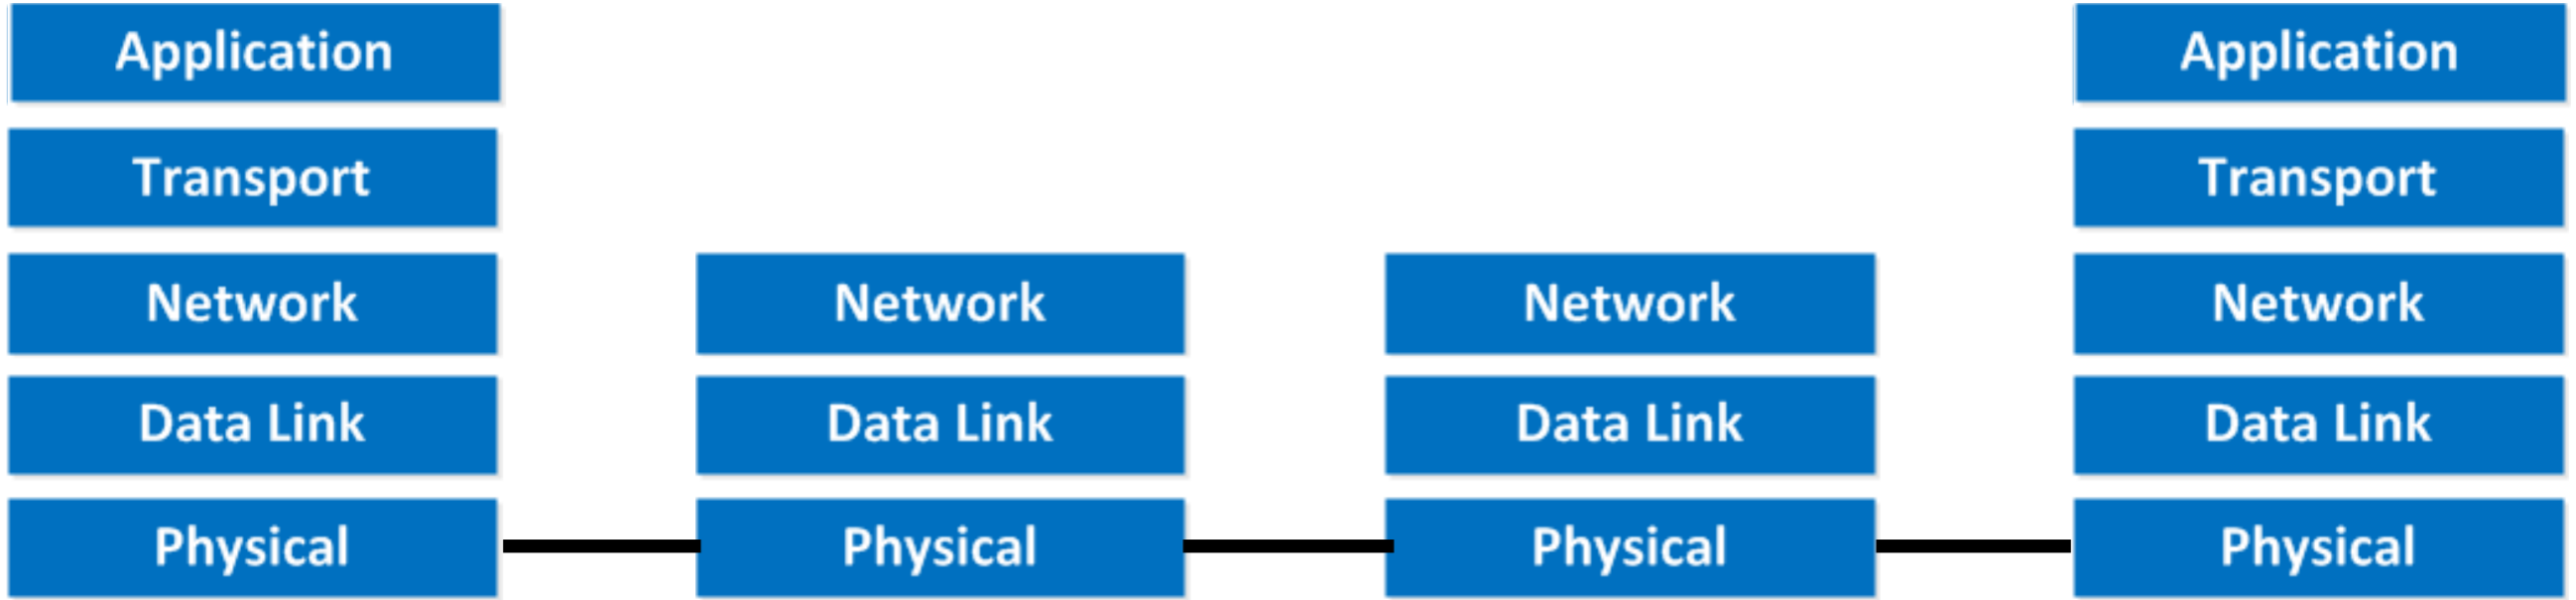 Application
Transport
Network
Data Link
Physical
Network
Data Link
Physical
Network
Data Link
Physical
Application
Transport
Network
Data Link
Physical